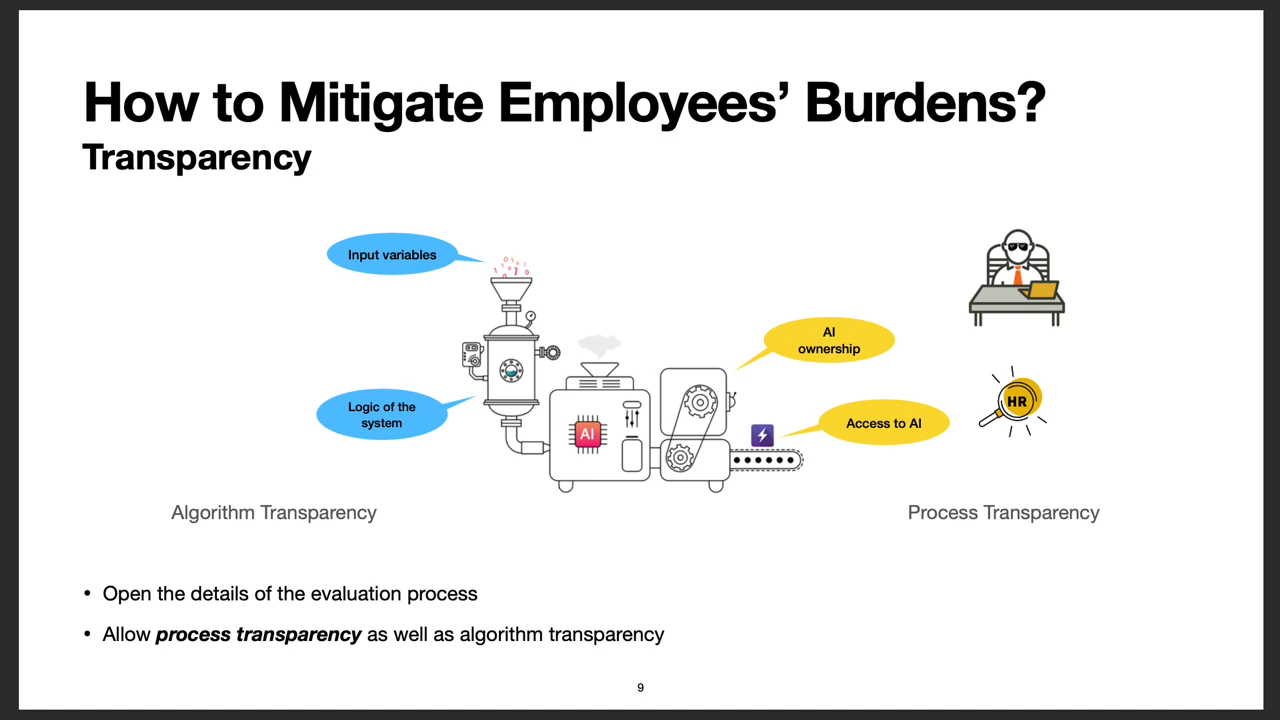 How to Mitigate Employees’ Burdens?
Transparency
Input variables
Logic of the
system
AI
AI
ownership
Access to AI
HR
Algorithm Transparency
Process Transparency
• Open the details of the evaluation process
• Allow process transparency as well as algorithm transparency
9